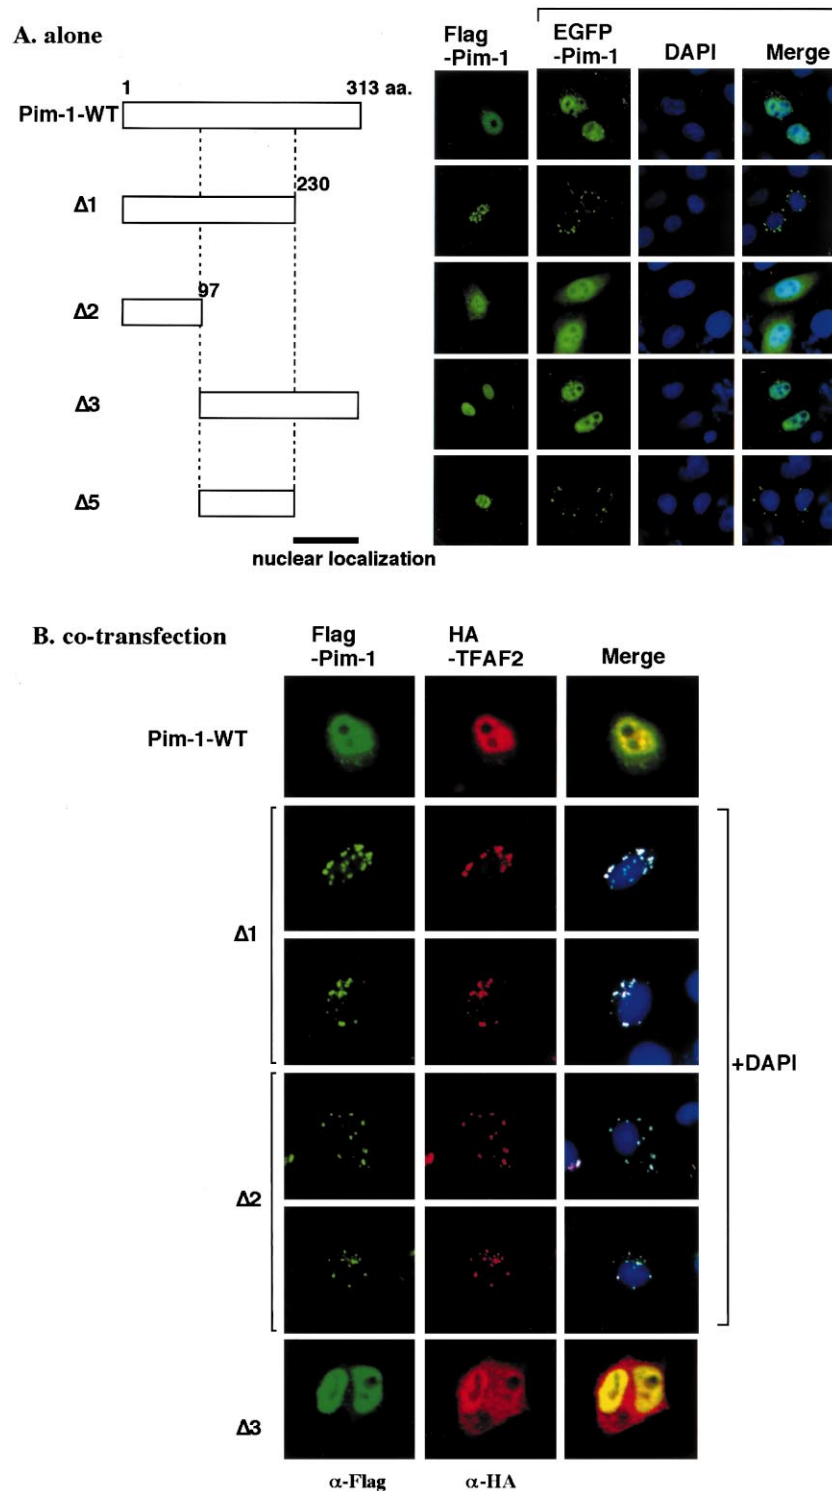 A. alone
Flag
-Pim-1
EGFP
-Pim-1
DAPI
Merge
1
313 aa.
Pim-1-WT
230
Δ1
97
Δ2
Δ3
Δ5
nuclear localization
B. co-transfection
Flag
-Pim-1
HA
-TFAF2
Merge
Pim-1-WT
Δ1
+DAPI
Δ2
Δ3
α-Flag
α-HA